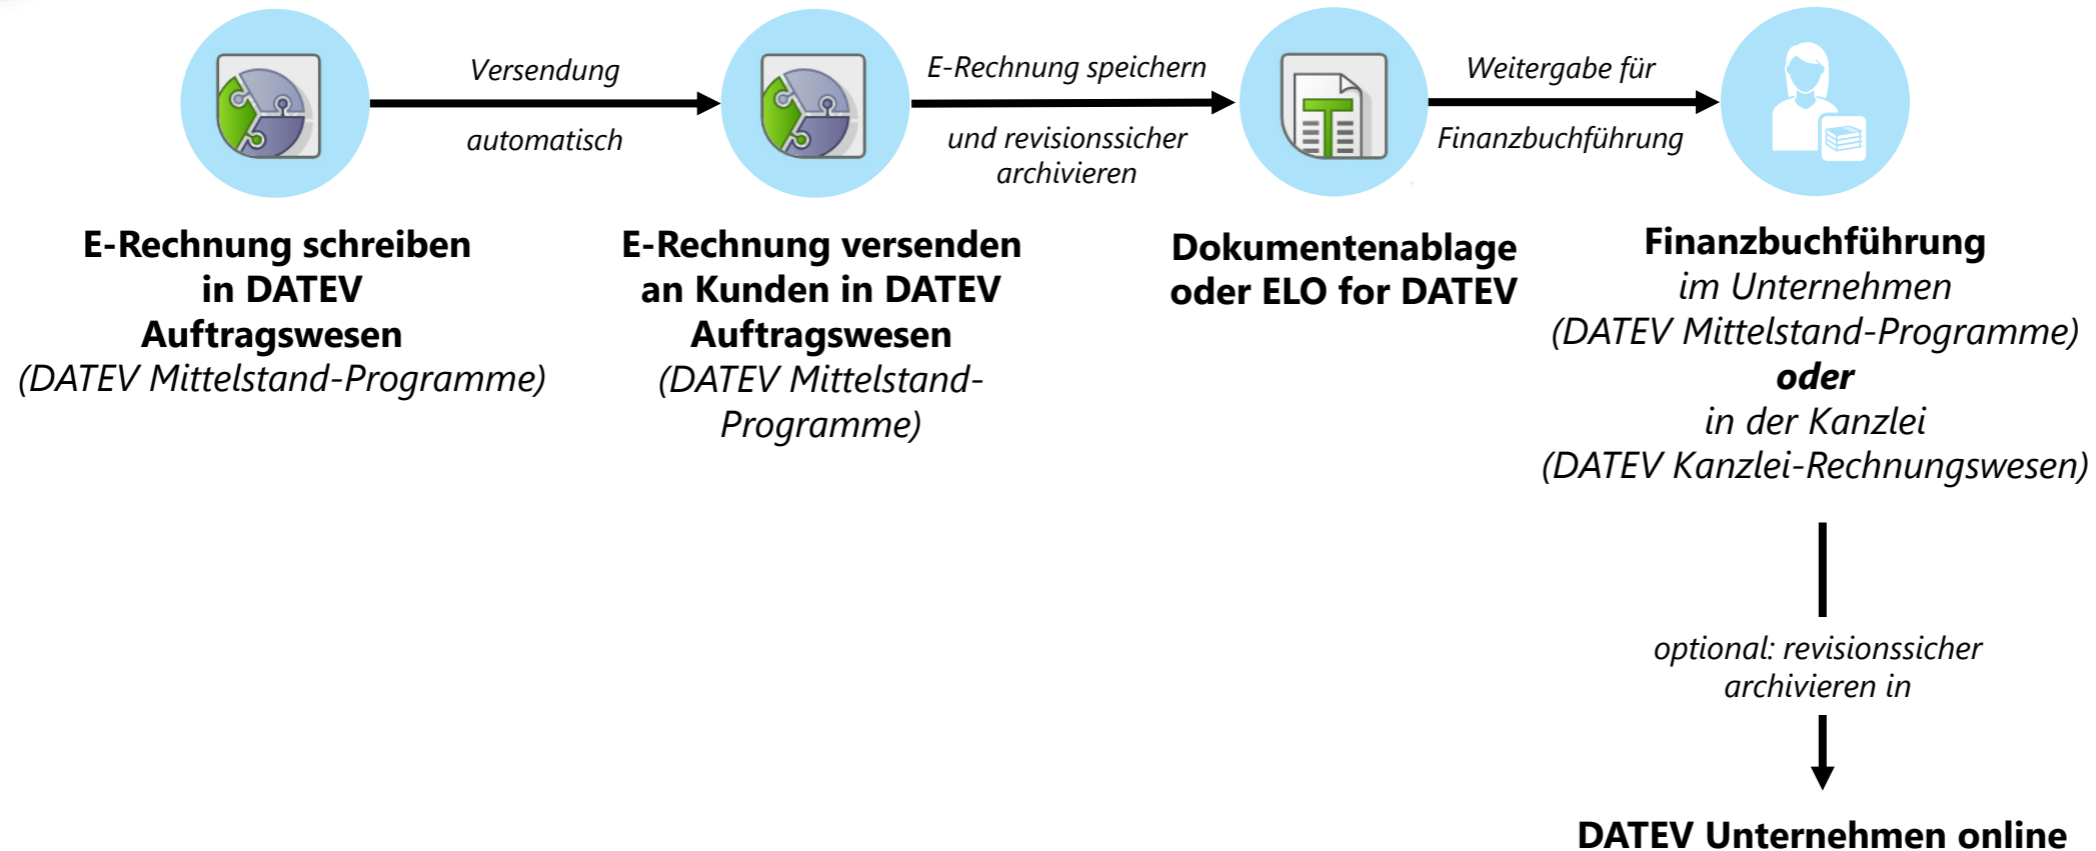 Versendung
automatisch
E-Rechnung speichern
und revisionssicher
archivieren
Weitergabe für
Finanzbuchführung
E-Rechnung schreiben
in DATEV
Auftragswesen
(DATEV Mittelstand-Programme)
E-Rechnung versenden
an Kunden in DATEV
Auftragswesen
(DATEV Mittelstand-
Programme)
Dokumentenablage
oder ELO for DATEV
Finanzbuchführung
im Unternehmen
(DATEV Mittelstand-Programme)
oder
in der Kanzlei
(DATEV Kanzlei-Rechnungswesen)
optional: revisionssicher
archivieren in
DATEV Unternehmen online